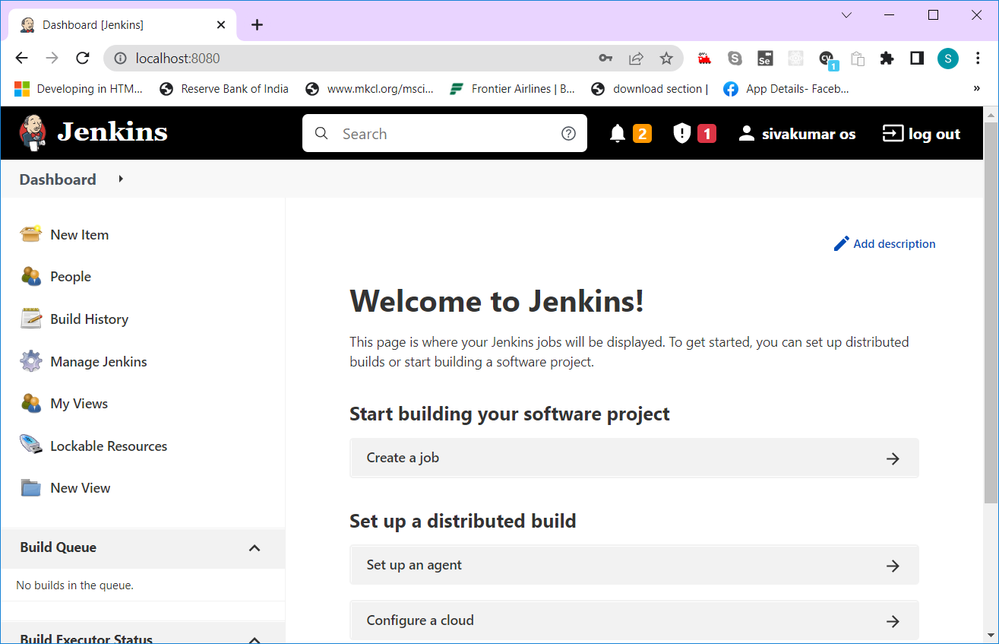 Dashboard [Jenkins]
localhost:8080
Se
CY
1
S
Developing in HTM...
Reserve Bank of India
www.mkcl.org/msci...
Frontier Airlines | B...
download section |
App Details- Faceb...
»
Jenkins
Search
2
1
sivakumar os
log out
Dashboard
New Item
People
Build History
Manage Jenkins
My Views
Lockable Resources
New View
Build Queue
No builds in the queue.
Build Executor Status
Add description
Welcome to Jenkins!
This page is where your Jenkins jobs will be displayed. To get started, you can set up distributed
builds or start building a software project.
Start building your software project
Create a job
Set up a distributed build
Set up an agent
Configure a cloud